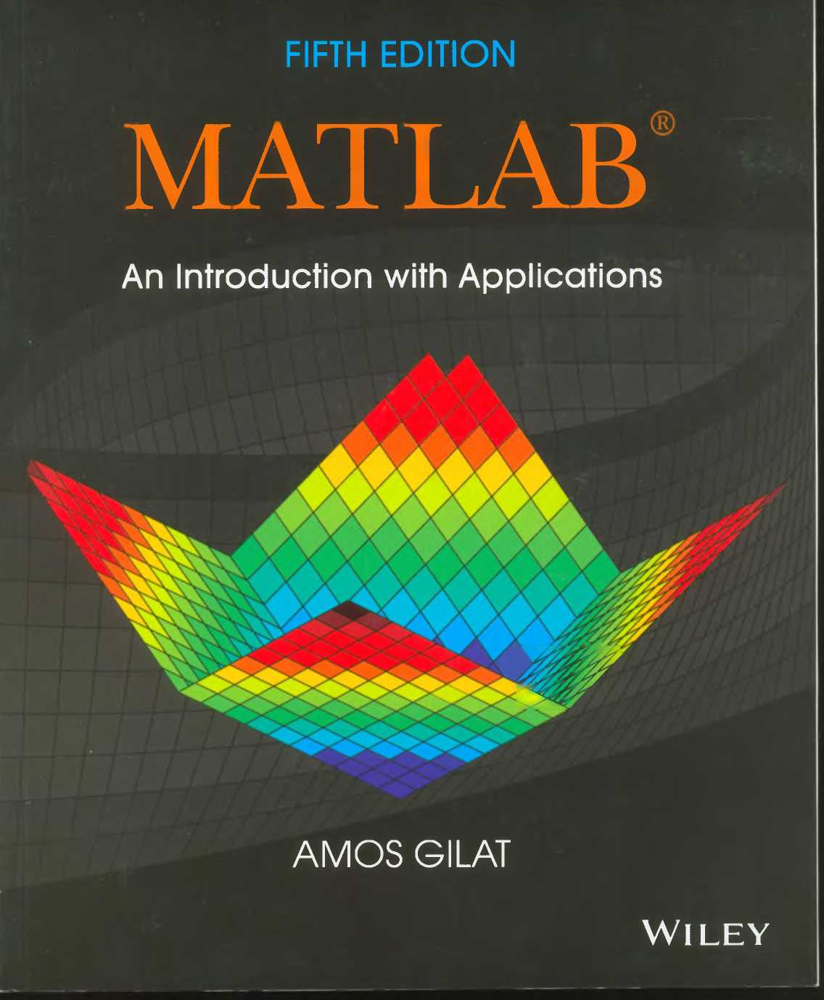 FIFTH EDITION
MATLAB®
An Introduction with Applications
AMOS GILAT
WILEY